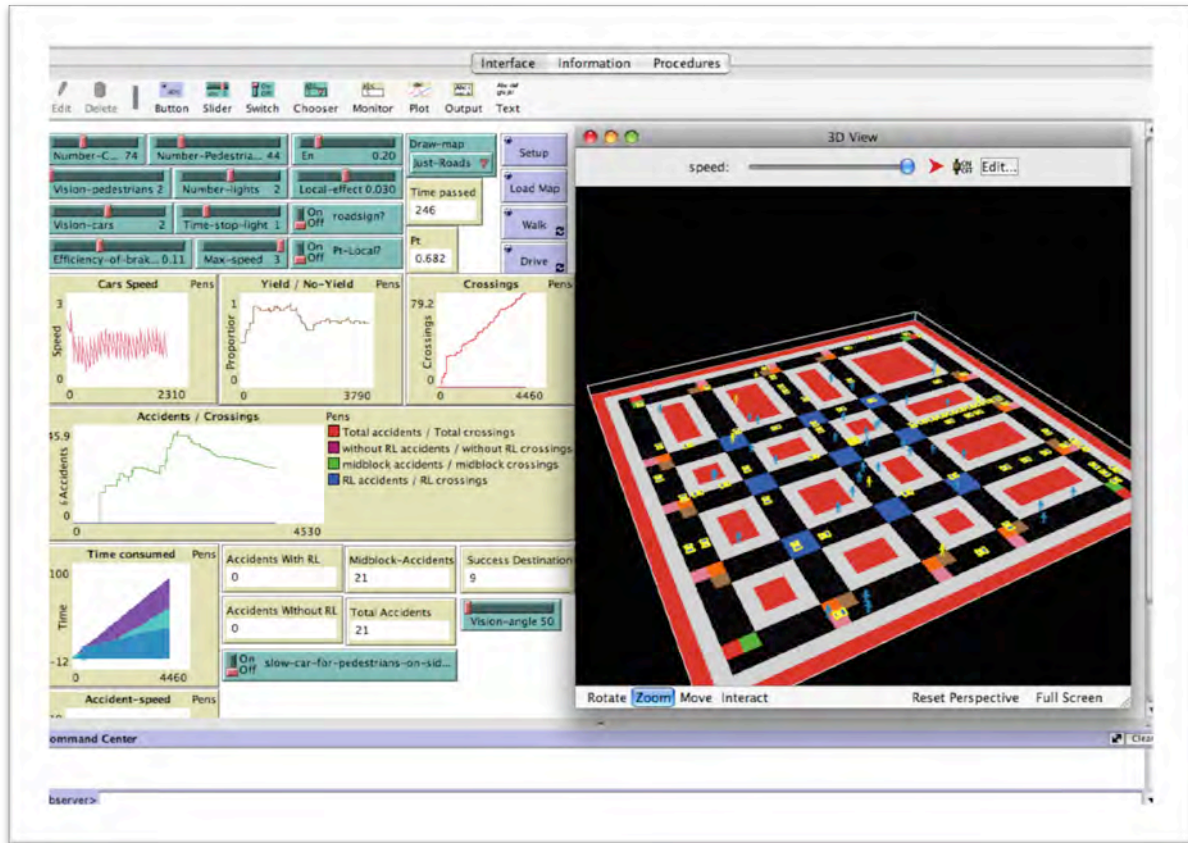 Interface Information Procedures
Edit Delete Button Slider Switch Chooser Monitor Plot Output Text
Number-C... 74 Number-Pedestria... 44 En 0.20
Draw-map
Just-Roads
Setup
Vision-pedestrians 2 Number-lights 2 Local-effect 0.030
Time passed
246
Load Map
Vision-cars 2 Time-stop-light 1
On
Off
roadsign?
Walk
Efficiency-of-brak... 0.11 Max-speed 3
On
Off
Pt-Local?
Pt
0.682
Drive
Cars Speed Pens
Speed
3
0
0 2310
Yield / No-Yield Pens
Proportion
1
0
0 3790
Crossings Pens
Crossings
79.2
0
0 4460
Accidents / Crossings
Accidents
45.9
0
0 4530
Pens
Total accidents / Total crossings
without RL accidents / without RL crossings
midblock accidents / midblock crossings
RL accidents / RL crossings
Time consumed Pens
Time
100
-12
0 4460
Accidents With RL
0
Midblock-Accidents
21
Success Destination
9
Accidents Without RL
0
Total Accidents
21
Vision-angle 50
On
Off
slow-car-for-pedestrians-on-sid...
Accident-speed Pens
3D View
speed:
Edit...
Rotate Zoom Move Interact Reset Perspective Full Screen
ommand Center Clear
bserver>